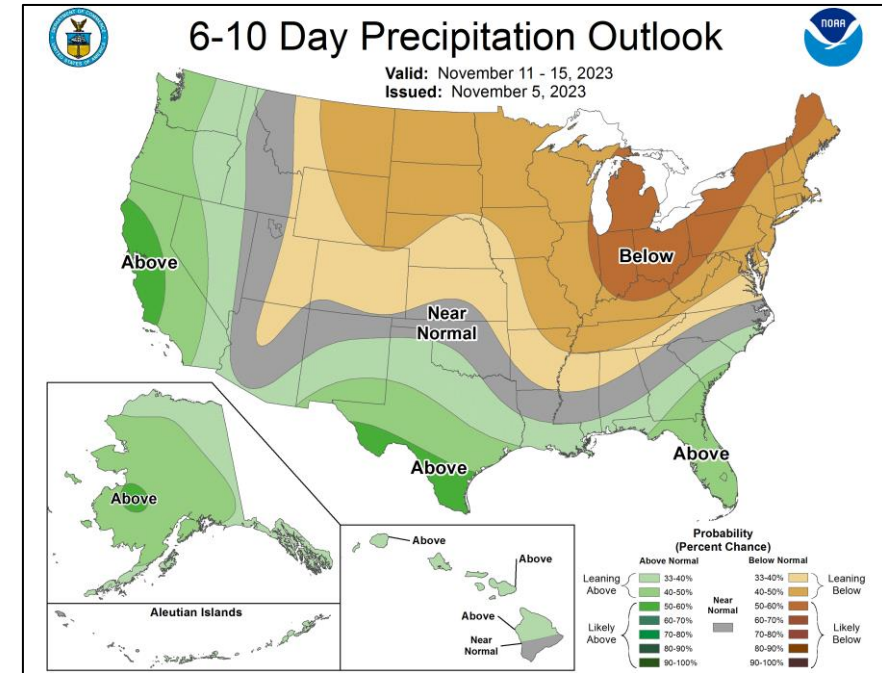 6-10 Day Precipitation Outlook
Valid: November 11 - 15, 2023
Issued: November 5, 2023
NOAA
Above
Near
Normal
Below
Above
Above
Above
Aleutian Islands
Above
Above
Above
Near
Normal
Probability
(Percent Chance)
Above Normal Below Normal
Leaning
Above
33-40%
40-50%
Likely
Above
50-60%
60-70%
70-80%
80-90%
90-100%
Near
Normal
33-40%
40-50%
Leaning
Below
50-60%
60-70%
70-80%
80-90%
90-100%
Likely
Below